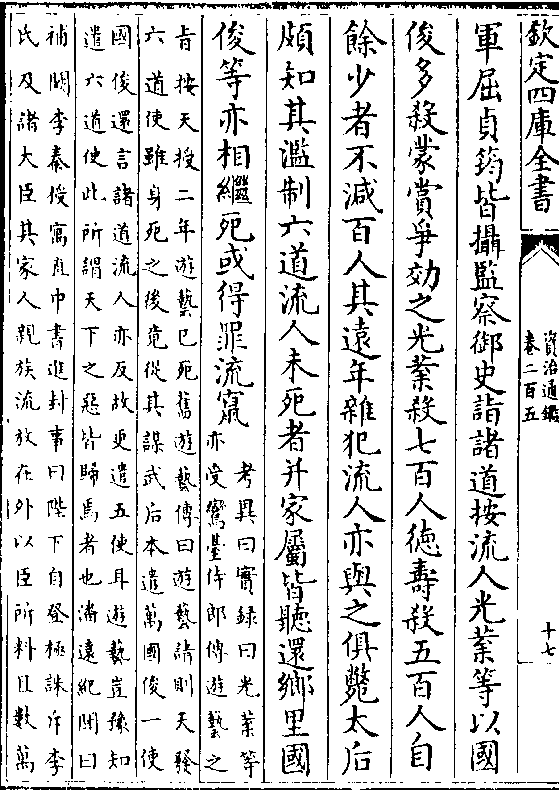 欽定四庫全書
資治通鑑
卷二百五
十七
軍屈貞筠皆攝監察御史詣諸道按流人光業等以國
俊多殺蒙賞爭効之光業殺七百人德壽殺五百人自
餘少者不減百人其遠年雜犯流人亦與之俱斃太后
頗知其濫制六道流人未死者并家屬皆聽還鄉里國
俊等亦相繼死或得罪流竄
考異曰實録曰光業等
亦受鸞臺侍郎傅遊藝之
旨按天授二年遊藝已死舊遊藝傳曰遊藝請則天發
六道使雖身死之後竟從其謀武后本遣萬國俊一使
國俊還言諸道流人亦反故更遣五使耳遊藝豈豫知
遣六道使此所謂天下之惡皆歸焉者也潘遠紀聞曰
補闕李秦授寓直中書進封事曰陛下自登極誅斥李
氏及諸大臣其家人親族流放在外以臣所料且數萬